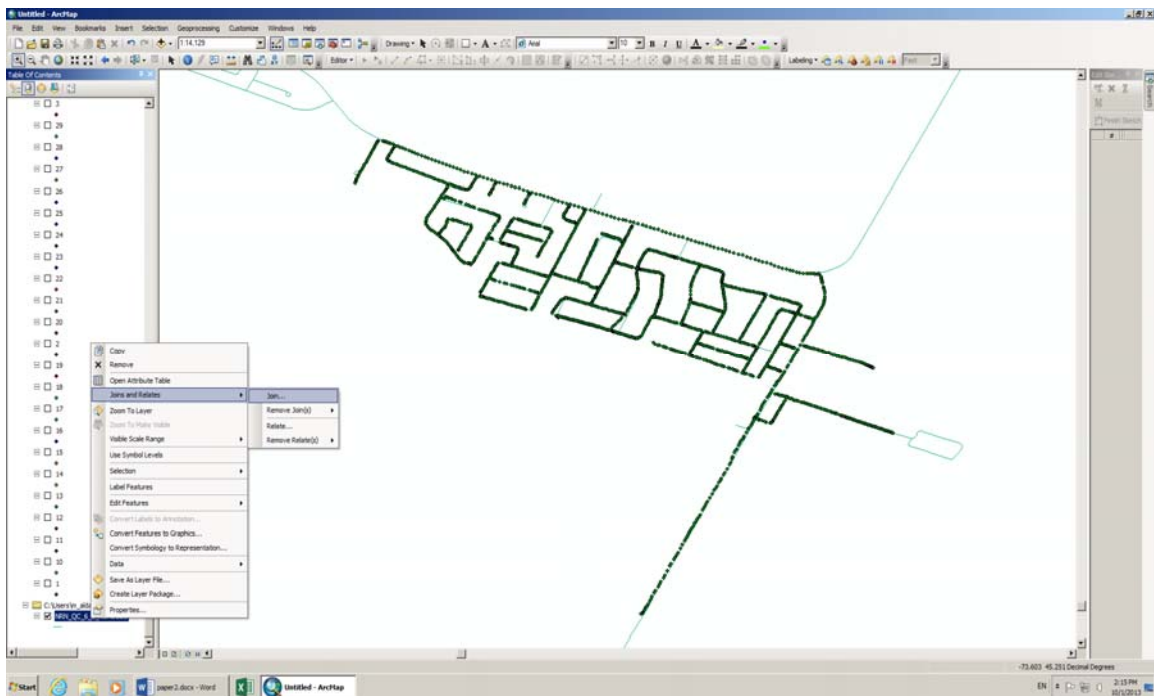 Untitled - ArcMap
File Edit View Bookmarks Insert Selection Geoprocessing Customize Windows Help
1:14,129
Drawing
Arial
10
B I U A
Editor
Labeling
Fast
Table Of Contents
3
29
28
27
26
25
24
23
22
21
20
2
19
18
17
16
15
14
13
12
11
10
1
Copy
Remove
Open Attribute Table
Joins and Relates
Zoom To Layer
Zoom To Make Visible
Visible Scale Range
Use Symbol Levels
Selection
Label Features
Edit Features
Convert Labels to Annotation...
Convert Features to Graphics...
Convert Symbology to Representation...
Data
Save As Layer File...
Create Layer Package...
Properties...
Join...
Remove Join(s)
Relate...
Remove Relate(s)
Search
-73.603 45.251 Decimal Degrees
Start
paper2.docx - Word
Untitled - ArcMap
EN
2:15 PM
10/1/2013